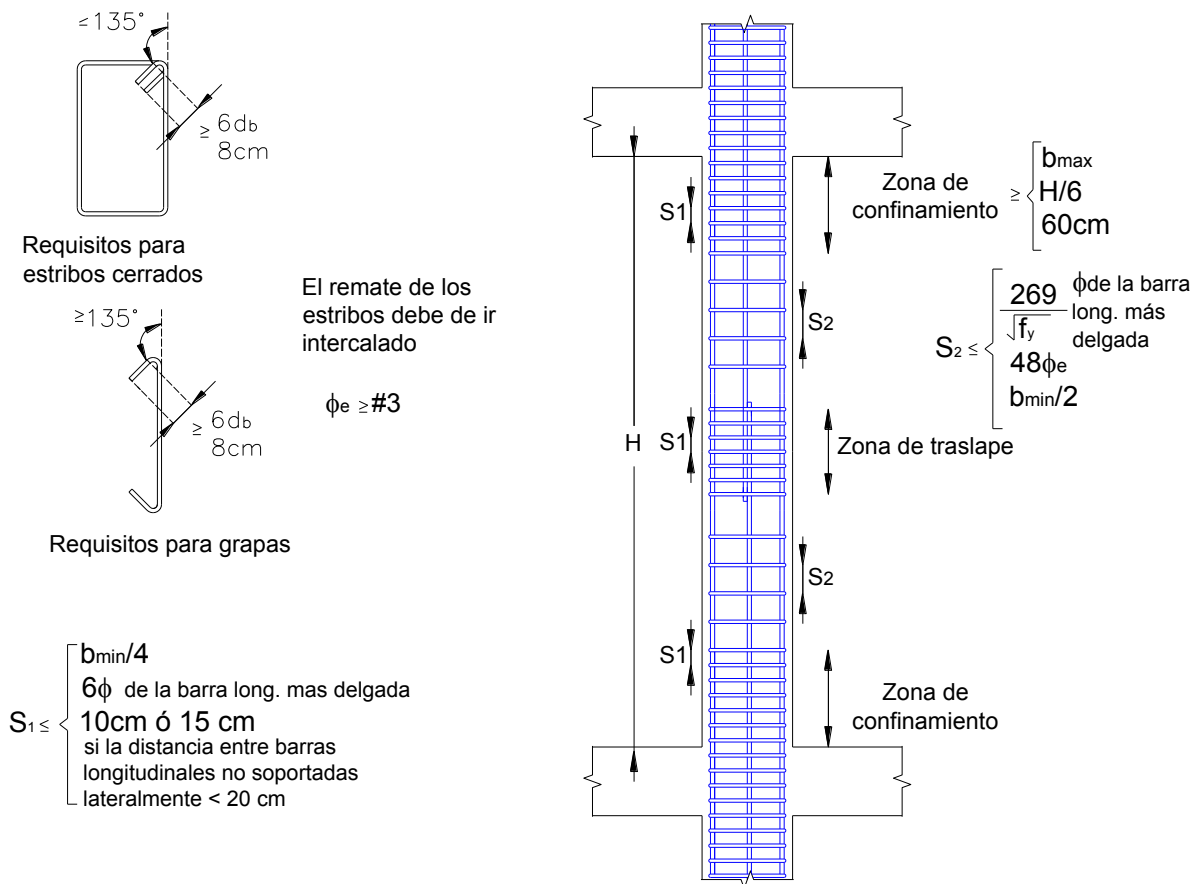 ≤135°
≥ 6db
8cm
Requisitos para
estribos cerrados
≥135°
≥ 6db
8cm
Requisitos para grapas
El remate de los
estribos debe de ir
intercalado
ϕe ≥#3
S1 ≤
bmin/4
6ϕ de la barra long. mas delgada
10cm ó 15 cm
si la distancia entre barras
longitudinales no soportadas
lateralmente < 20 cm
H
S1
S2
S1
S2
S1
Zona de
confinamiento
≥
bmax
H/6
60cm
S2 ≤
269
√fy
ϕde la barra
long. más
delgada
48ϕe
bmin/2
Zona de traslape
Zona de
confinamiento